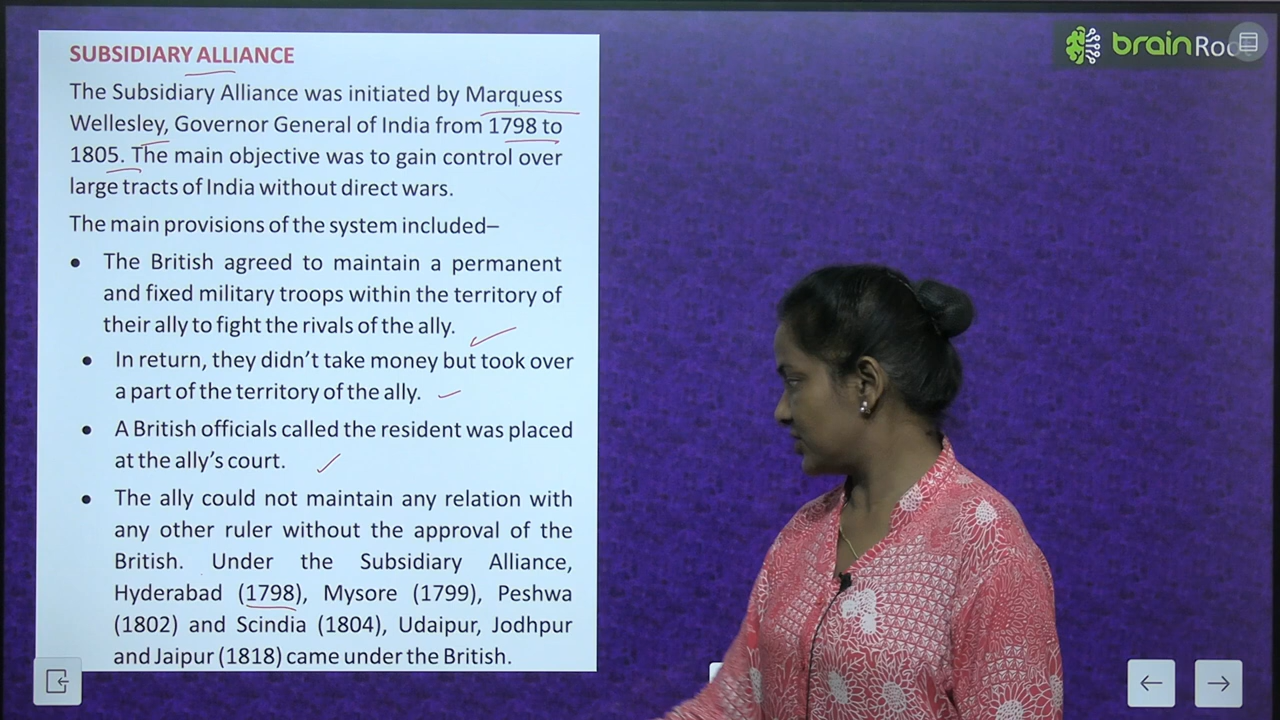 SUBSIDIARY ALLIANCE
The Subsidiary Alliance was initiated by Marquess
Wellesley, Governor General of India from 1798 to
1805. The main objective was to gain control over
large tracts of India without direct wars.
The main provisions of the system included–
• The British agreed to maintain a permanent
and fixed military troops within the territory of
their ally to fight the rivals of the ally.
• In return, they didn't take money but took over
a part of the territory of the ally.
• A British officials called the resident was placed
at the ally's court.
• The ally could not maintain any relation with
any other ruler without the approval of the
British. Under the Subsidiary Alliance,
Hyderabad (1798), Mysore (1799), Peshwa
(1802) and Scindia (1804), Udaipur, Jodhpur
and Jaipur (1818) came under the British.
brain